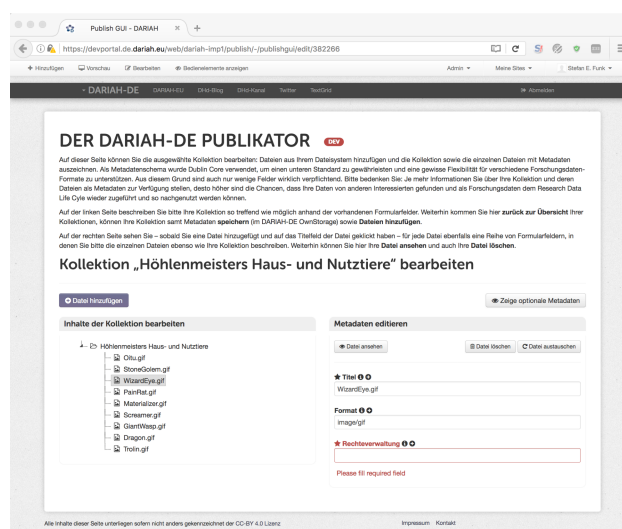 Publish GUI - DARIAH
https://devportal.de.dariah.eu/web/dariah-imp1/publish/-/publishgui/edit/382266
Hinzufügen Vorschau Bearbeiten Bedienelemente anzeigen Admin Meine Sites Stefan E. Funk
DARIAH-DE DARIAH-EU DHd-Blog DHd-Kanal Twitter TextGrid Abmelden
DER DARIAH-DE PUBLIKATOR DEV
Auf dieser Seite können Sie die ausgewählte Kollektion bearbeiten: Dateien aus Ihrem Dateisystem hinzufügen und die Kollektion sowie die einzelnen Dateien mit Metadaten
auszeichnen. Als Metadatenschema wurde Dublin Core verwendet, um einen unteren Standard zu gewährleisten und eine gewisse Flexibilität für verschiedene Forschungsdaten-
Formate zu unterstützen. Aus diesem Grund sind auch nur wenige Felder wirklich verpflichtend. Bitte bedenken Sie: Je mehr Informationen Sie über Ihre Kollektion und deren
Dateien als Metadaten zur Verfügung stellen, desto höher sind die Chancen, dass Ihre Daten von anderen Interessierten gefunden und als Forschungsdaten dem Research Data
Life Cyle wieder zugeführt und so nachgenutzt werden können.
Auf der linken Seite beschreiben Sie bitte Ihre Kollektion so treffend wie möglich anhand der vorhandenen Formularfelder. Weiterhin kommen Sie hier zurück zur Übersicht Ihrer
Kollektionen, können Ihre Kollektion samt Metadaten speichern (im DARIAH-DE OwnStorage) sowie Dateien hinzufügen.
Auf der rechten Seite sehen Sie – sobald Sie eine Datei hinzugefügt und auf das Titelfeld der Datei geklickt haben – für jede Datei ebenfalls eine Reihe von Formularfeldern, in
denen Sie bitte die einzelnen Dateien ebenso wie Ihre Kollektion beschreiben. Weiterhin können Sie hier Ihre Datei ansehen und auch Ihre Datei löschen.
Kollektion „Höhlenmeisters Haus- und Nutztiere“ bearbeiten
Datei hinzufügen Zeige optionale Metadaten
Inhalte der Kollektion bearbeiten
Höhlenmeisters Haus- und Nutztiere
Oitu.gif
StoneGolem.gif
WizardEye.gif
PainRat.gif
Materializer.gif
Screamer.gif
GiantWasp.gif
Dragon.gif
Trolin.gif
Metadaten editieren
Datei ansehen Datei löschen Datei austauschen
Titel
WizardEye.gif
Format
image/gif
Rechteverwaltung
Please fill required field
Alle Inhalte dieser Seite unterliegen sofern nicht anders gekennzeichnet der CC-BY 4.0 Lizenz Impressum Kontakt